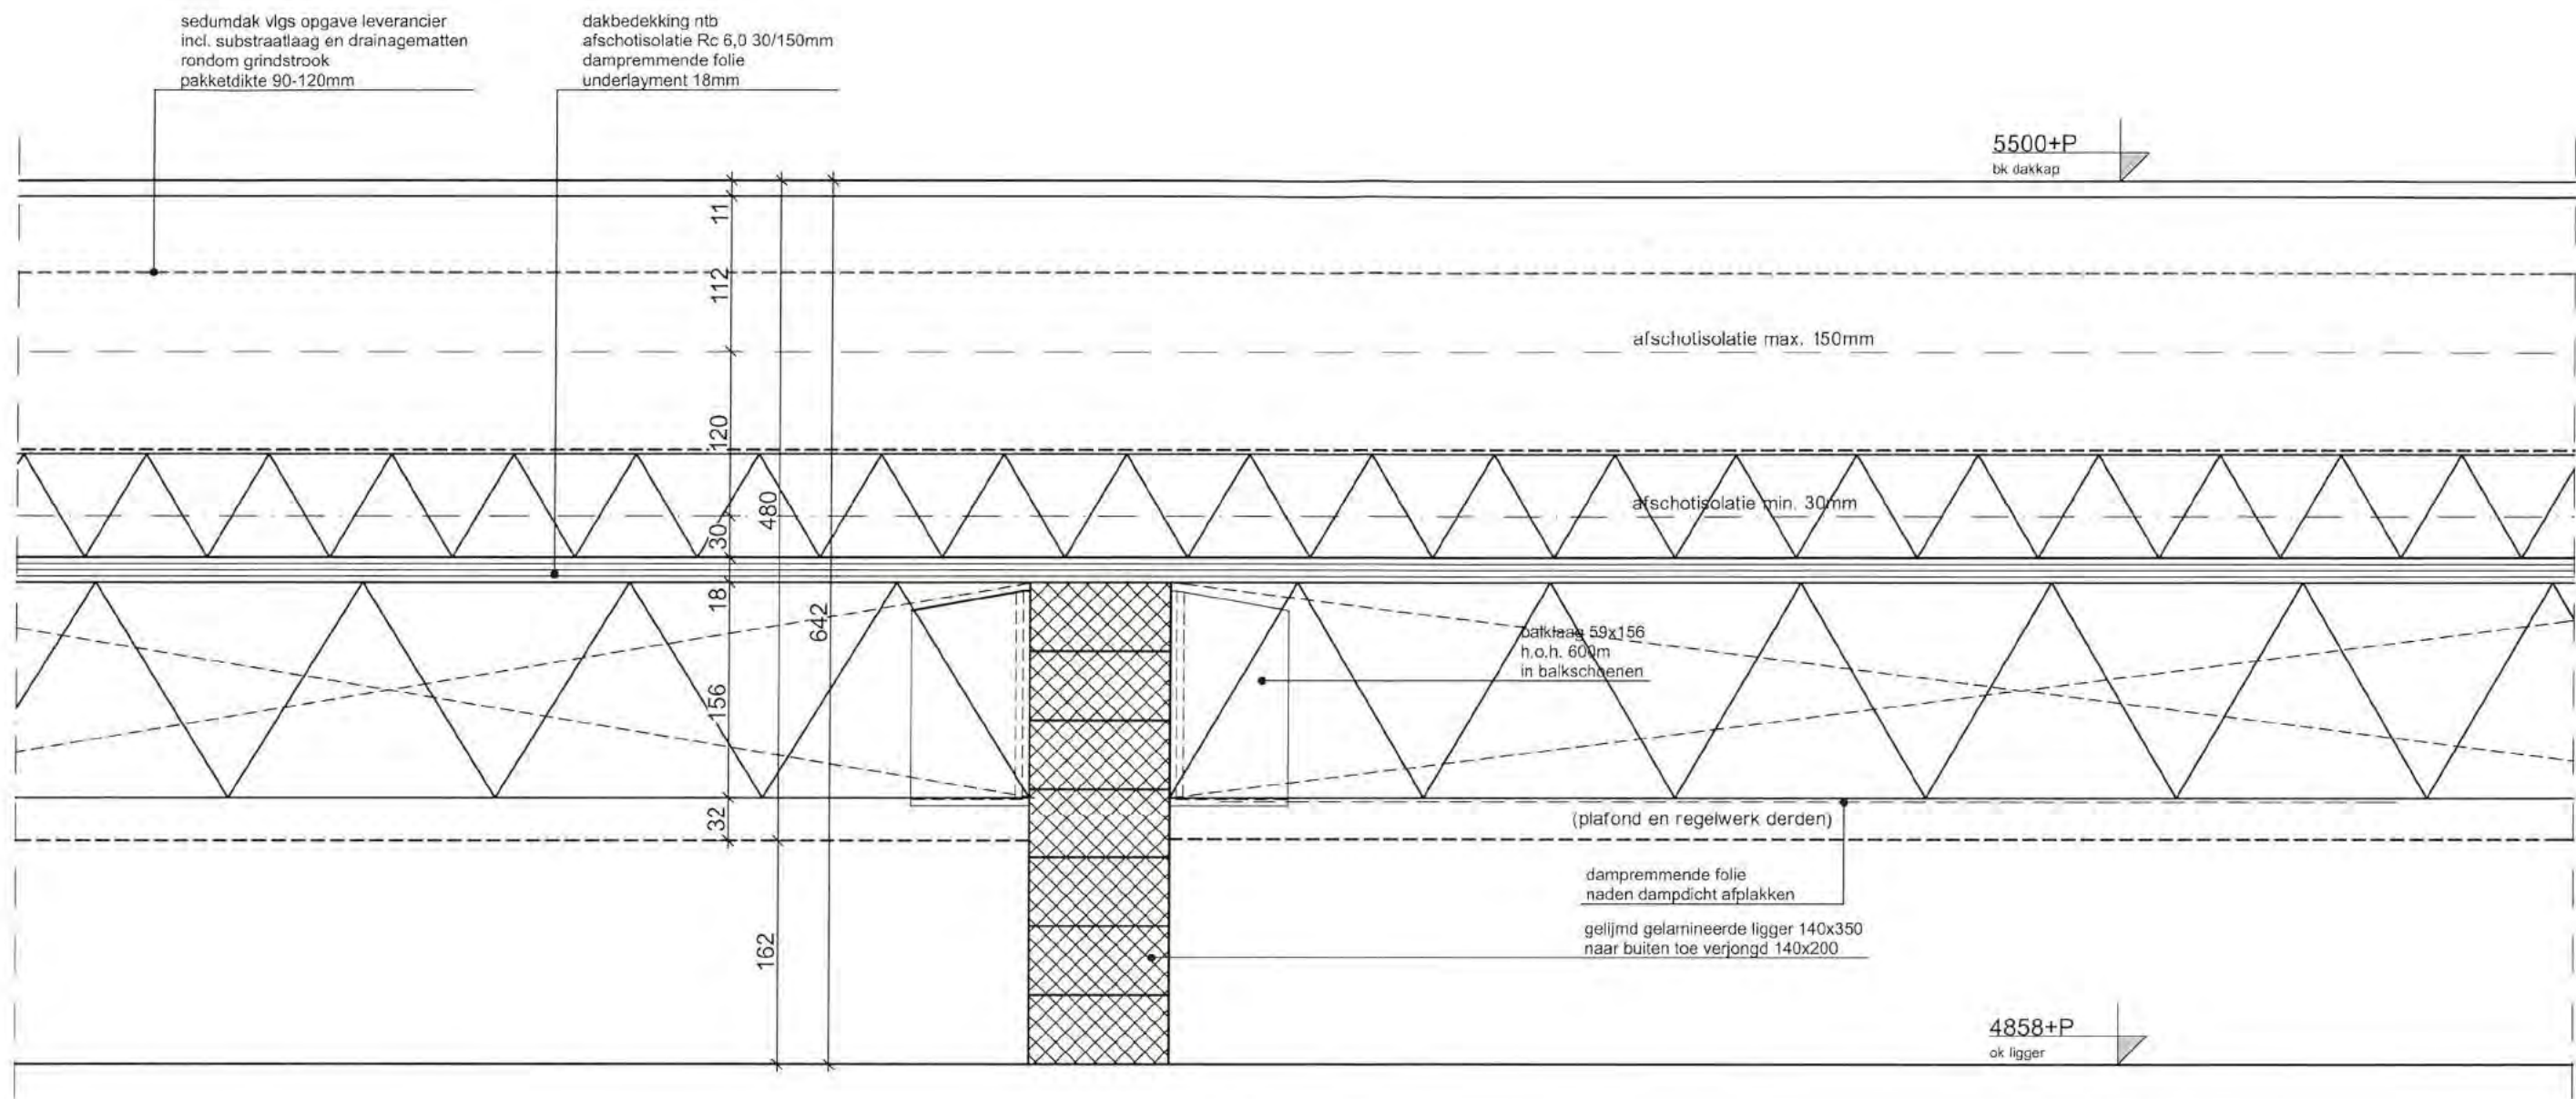 sedumdak vlgs opgave leverancier
incl. substraatlaag en drainagematten
rondom grindstrook
pakketdikte 90-120mm
dakbedekking ntb
afschotisolatie Rc 6,0 30/150mm
dampremmende folie
underlayment 18mm
5500+P
bk dakkap
11
112
afschotisolatie max. 150mm
120
480
afschotisolatie min. 30mm
30
18
642
balklaag 59x156
h.o.h. 600m
in balkschoenen
156
32
(plafond en regelwerk derden)
dampremmende folie
naden dampdicht afplakken
gelijmd gelamineerde ligger 140x350
naar buiten toe verjongd 140x200
162
4858+P
ok ligger